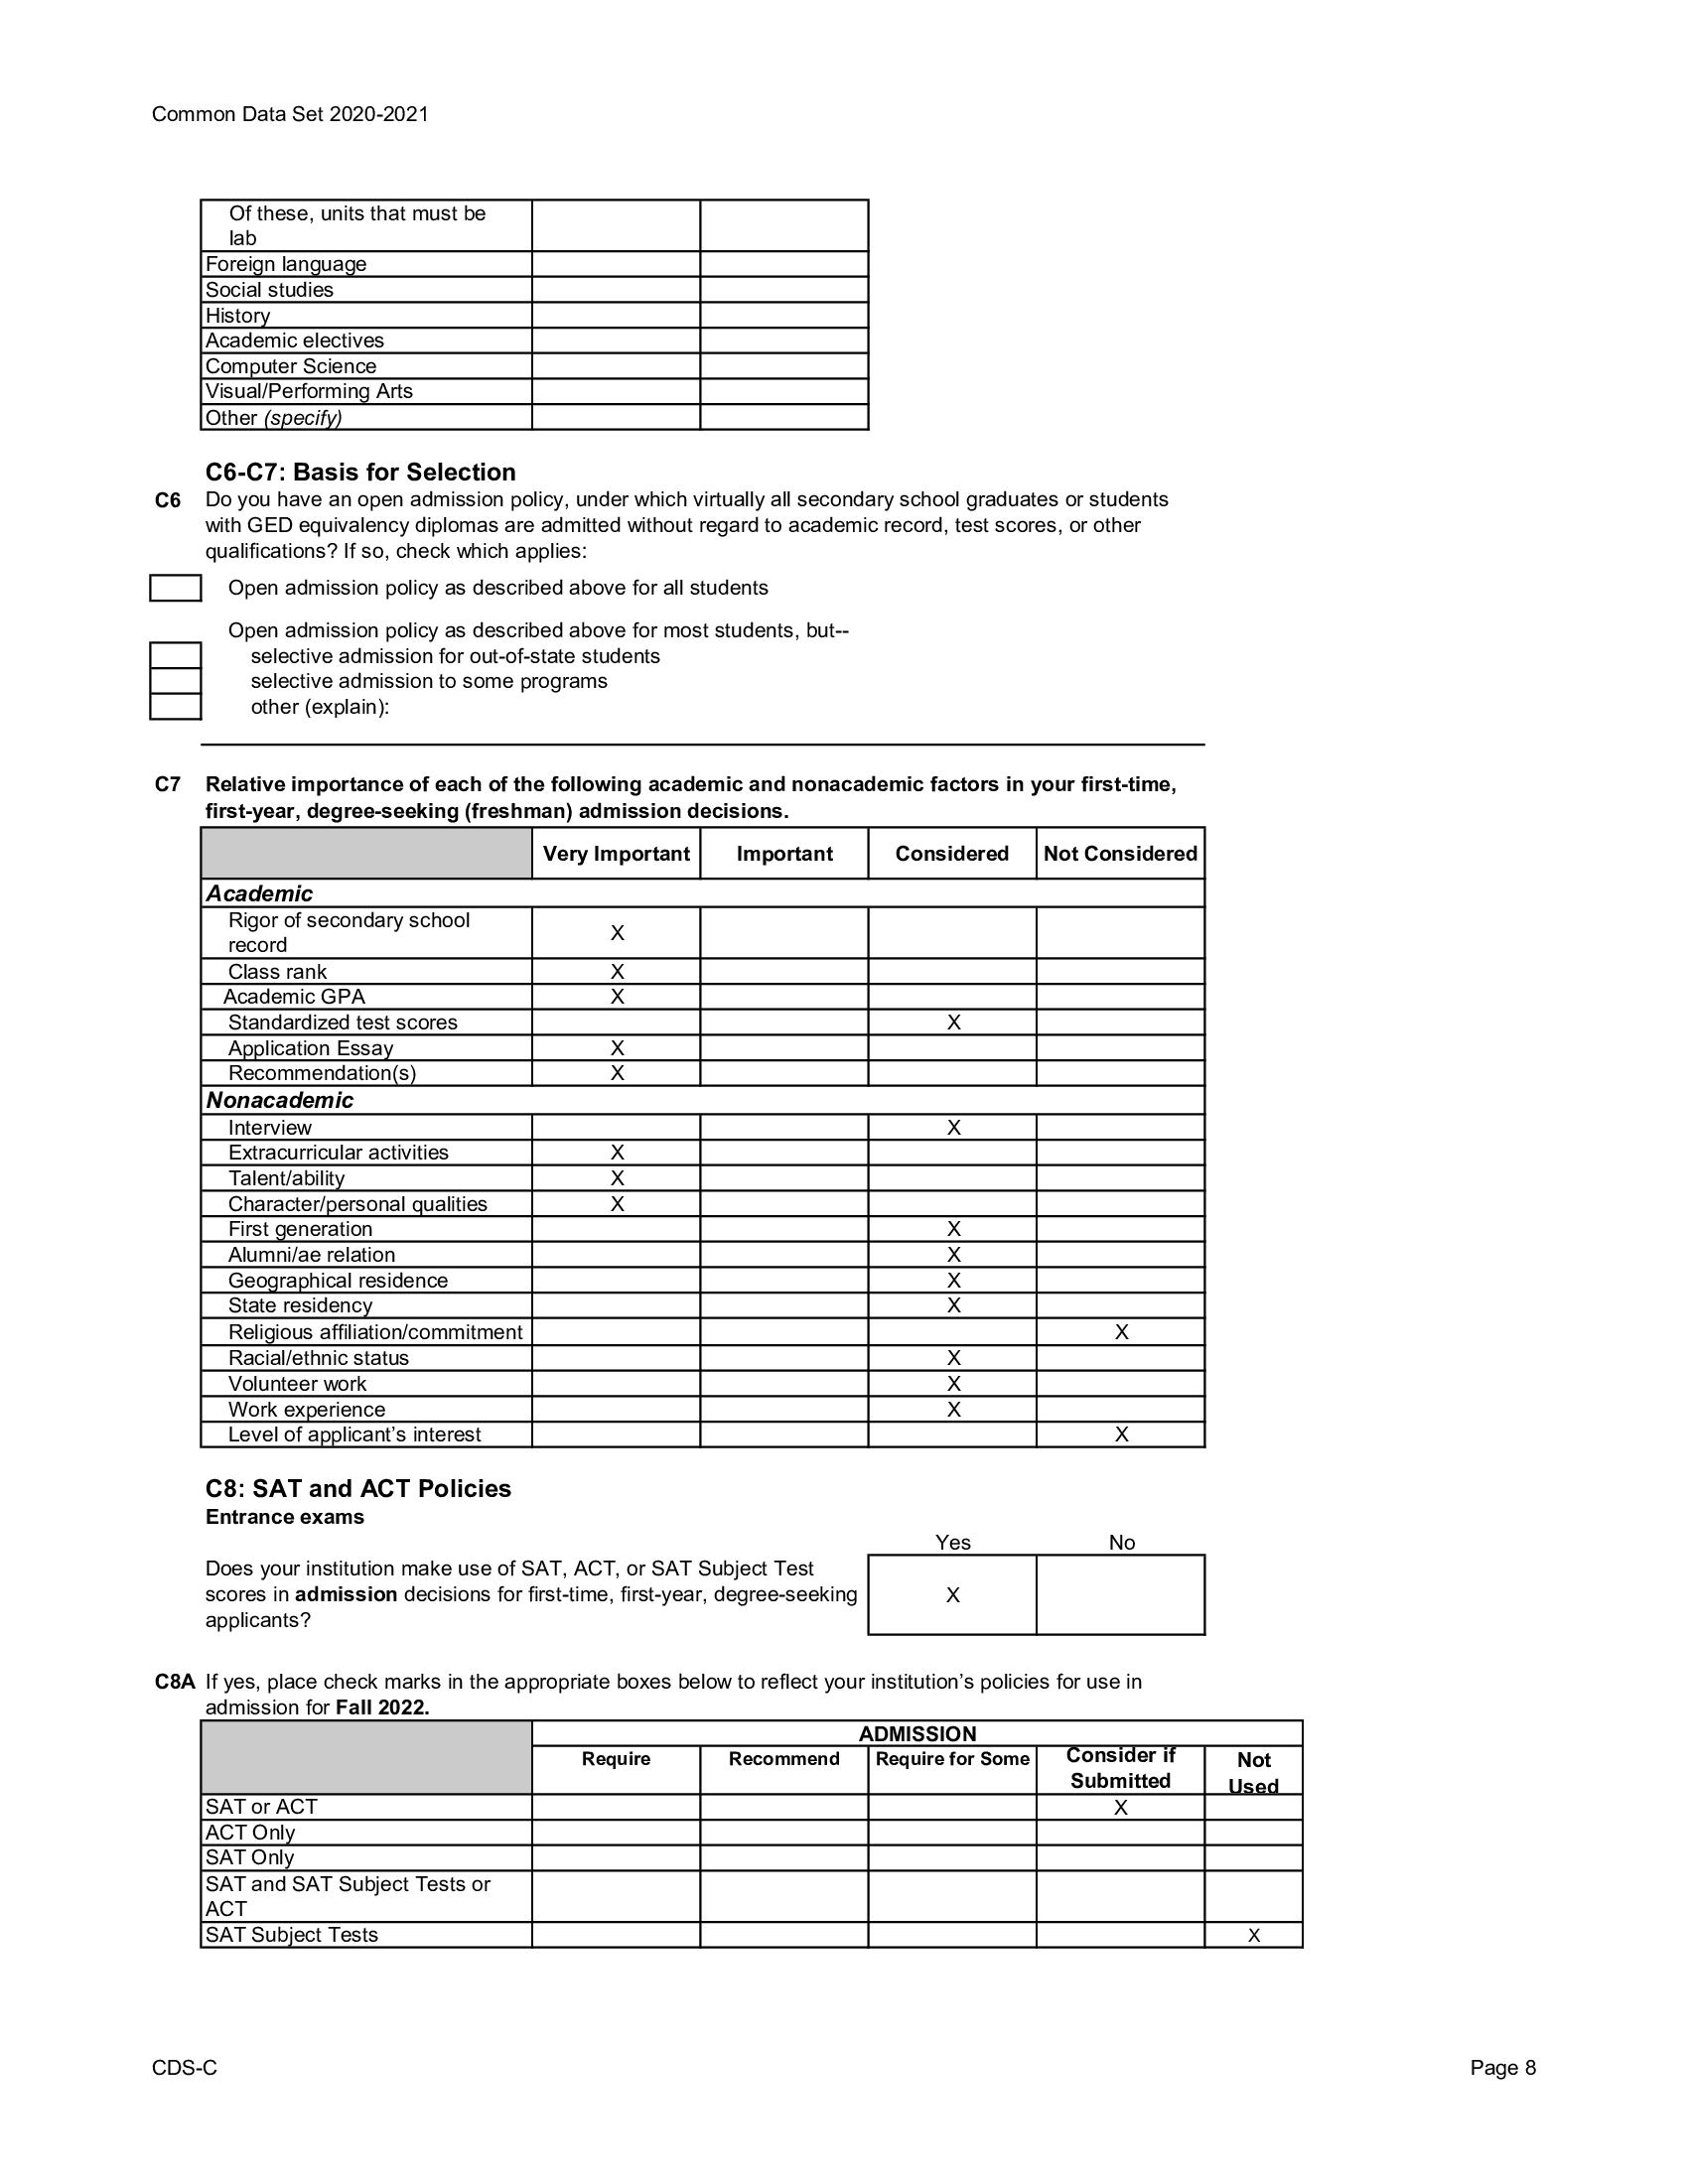 Common Data Set 2020-2021
Of these, units that must be
lab
Foreign language
Social studies
History
Academic electives
Computer Science
Visual/Performing Arts
Other (specify)
C6-C7: Basis for Selection
C6 Do you have an open admission policy, under which virtually all secondary school graduates or students
with GED equivalency diplomas are admitted without regard to academic record, test scores, or other
qualifications? If so, check which applies:
Open admission policy as described above for all students
Open admission policy as described above for most students, but--
selective admission for out-of-state students
selective admission to some programs
other (explain):
C7 Relative importance of each of the following academic and nonacademic factors in your first-time,
first-year, degree-seeking (freshman) admission decisions.
Very Important Important Considered Not Considered
Academic
Rigor of secondary school
record X
Class rank X
Academic GPA X
Standardized test scores X
Application Essay X
Recommendation(s) X
Nonacademic
Interview X
Extracurricular activities X
Talent/ability X
Character/personal qualities X
First generation X
Alumni/ae relation X
Geographical residence X
State residency X
Religious affiliation/commitment X
Racial/ethnic status X
Volunteer work X
Work experience X
Level of applicant’s interest X
C8: SAT and ACT Policies
Entrance exams
Yes No
Does your institution make use of SAT, ACT, or SAT Subject Test
scores in admission decisions for first-time, first-year, degree-seeking X
applicants?
C8A If yes, place check marks in the appropriate boxes below to reflect your institution’s policies for use in
admission for Fall 2022.
ADMISSION
Require Recommend Require for Some Consider if Submitted Not Used
SAT or ACT X
ACT Only
SAT Only
SAT and SAT Subject Tests or
ACT
SAT Subject Tests X
CDS-C Page 8